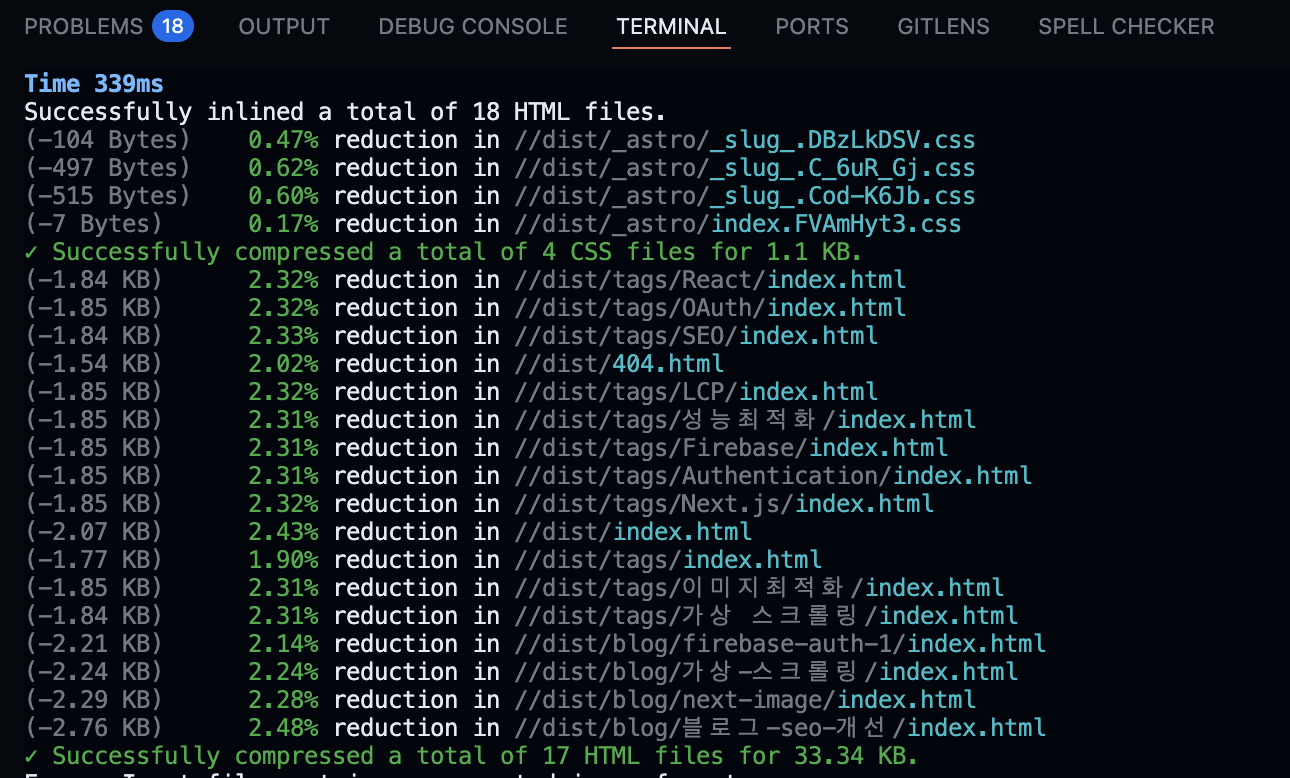 PROBLEMS 18 OUTPUT DEBUG CONSOLE TERMINAL PORTS GITLENS SPELL CHECKER
Time 339ms
Successfully inlined a total of 18 HTML files.
(-104 Bytes) 0.47% reduction in //dist/_astro/_slug_.DBzLkDSV.css
(-497 Bytes) 0.62% reduction in //dist/_astro/_slug_.C_6uR_Gj.css
(-515 Bytes) 0.60% reduction in //dist/_astro/_slug_.Cod-K6Jb.css
(-7 Bytes) 0.17% reduction in //dist/_astro/index.FVAmHyt3.css
✓ Successfully compressed a total of 4 CSS files for 1.1 KB.
(-1.84 KB) 2.32% reduction in //dist/tags/React/index.html
(-1.85 KB) 2.32% reduction in //dist/tags/OAuth/index.html
(-1.84 KB) 2.33% reduction in //dist/tags/SEO/index.html
(-1.54 KB) 2.02% reduction in //dist/404.html
(-1.85 KB) 2.32% reduction in //dist/tags/LCP/index.html
(-1.85 KB) 2.31% reduction in //dist/tags/성능최적화/index.html
(-1.85 KB) 2.31% reduction in //dist/tags/Firebase/index.html
(-1.85 KB) 2.31% reduction in //dist/tags/Authentication/index.html
(-1.85 KB) 2.32% reduction in //dist/tags/Next.js/index.html
(-2.07 KB) 2.43% reduction in //dist/index.html
(-1.77 KB) 1.90% reduction in //dist/tags/index.html
(-1.85 KB) 2.31% reduction in //dist/tags/이미지최적화/index.html
(-1.84 KB) 2.31% reduction in //dist/tags/가상 스크롤링/index.html
(-2.21 KB) 2.14% reduction in //dist/blog/firebase-auth-1/index.html
(-2.24 KB) 2.24% reduction in //dist/blog/가상-스크롤링/index.html
(-2.29 KB) 2.28% reduction in //dist/blog/next-image/index.html
(-2.76 KB) 2.48% reduction in //dist/blog/블로그-seo-개선/index.html
✓ Successfully compressed a total of 17 HTML files for 33.34 KB.